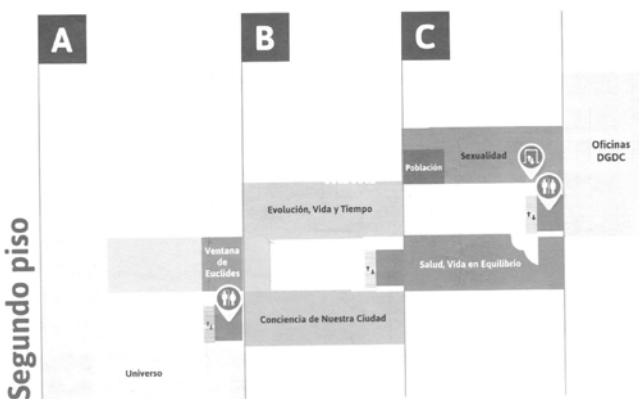 A
B
C
Oficinas
DGDC
Sexualidad
Población
Evolución, Vida y Tiempo
Ventana
de
Euclides
Salud, Vida en Equilibrio
Conciencia de Nuestra Ciudad
Universo
Segundo piso